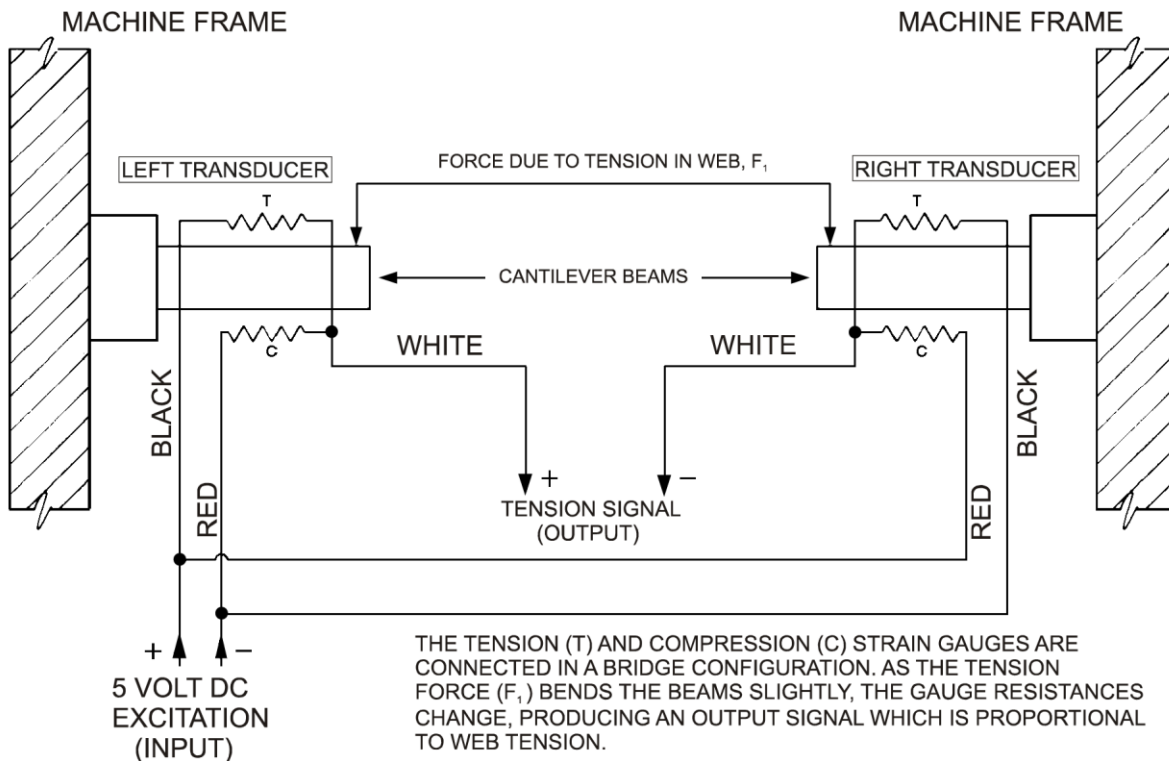 MACHINE FRAME
MACHINE FRAME
LEFT TRANSDUCER
FORCE DUE TO TENSION IN WEB, F₁
RIGHT TRANSDUCER
T
T
CANTILEVER BEAMS
C
WHITE
WHITE
C
BLACK
BLACK
RED
RED
+
−
TENSION SIGNAL
(OUTPUT)
+
−
5 VOLT DC
EXCITATION
(INPUT)
THE TENSION (T) AND COMPRESSION (C) STRAIN GAUGES ARE
CONNECTED IN A BRIDGE CONFIGURATION. AS THE TENSION
FORCE (F₁) BENDS THE BEAMS SLIGHTLY, THE GAUGE RESISTANCES
CHANGE, PRODUCING AN OUTPUT SIGNAL WHICH IS PROPORTIONAL
TO WEB TENSION.